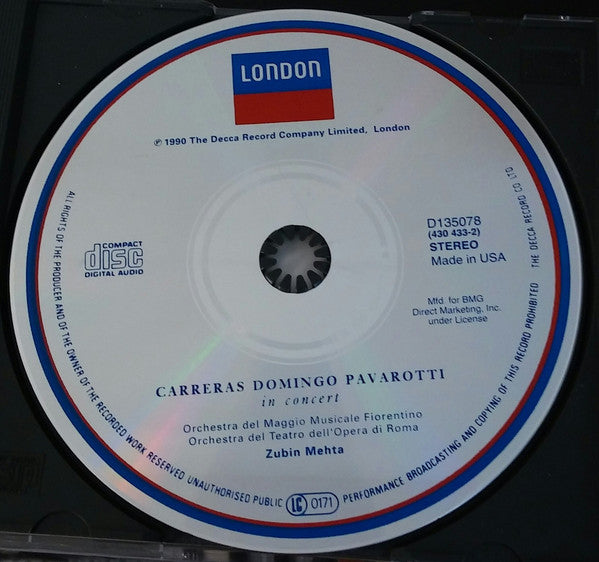 LONDON
℗ 1990 The Decca Record Company Limited, London
COMPACT
disc
DIGITAL AUDIO
D135078
(430 433-2)
STEREO
Made in USA
Mfd. for BMG
Direct Marketing, Inc.
under License
CARRERAS DOMINGO PAVAROTTI
in concert
Orchestra del Maggio Musicale Fiorentino
Orchestra del Teatro dell'Opera di Roma
Zubin Mehta
ALL RIGHTS OF THE PRODUCER AND OF THE OWNER OF THE RECORDED WORK RESERVED UNAUTHORISED PUBLIC LC 0171 PERFORMANCE BROADCASTING AND COPYING OF THIS RECORD PROHIBITED THE DECCA RECORD CO LTD.